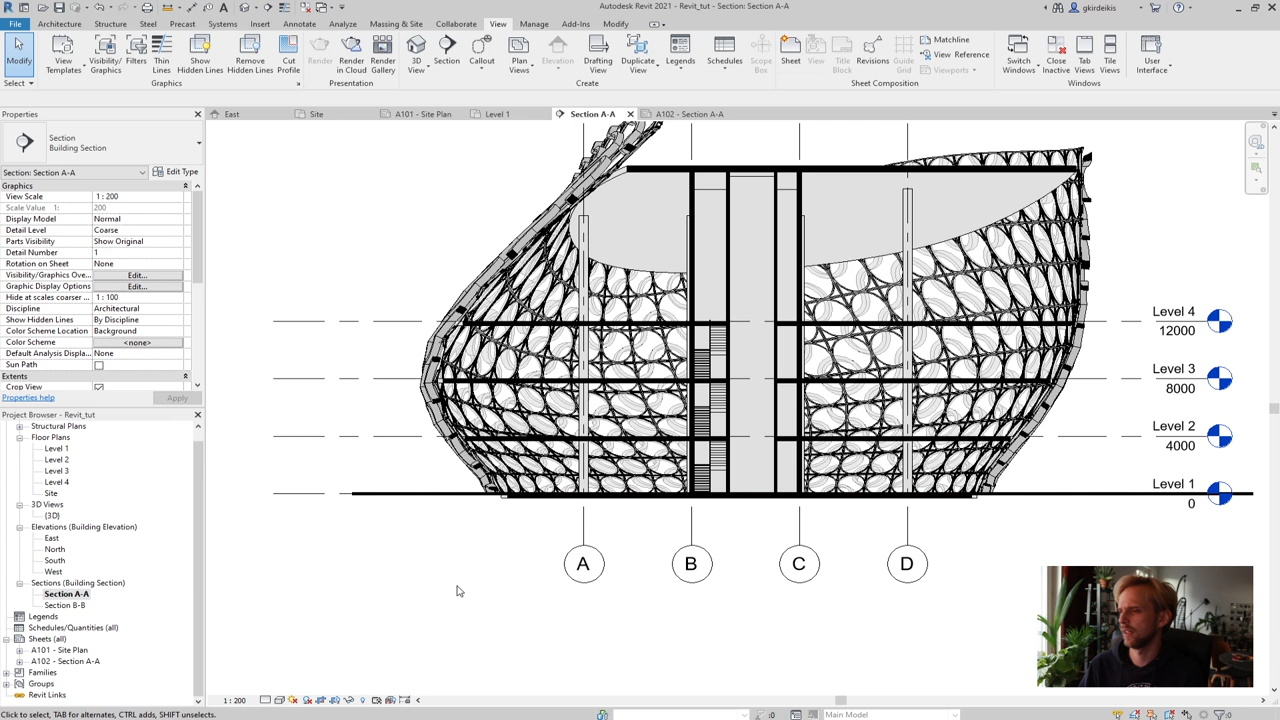 Autodesk Revit 2021 - Revit_tut - Section: Section A-A
gkirdeikis
File Architecture Structure Steel Precast Systems Insert Annotate Analyze Massing & Site Collaborate View Manage Add-Ins Modify
Modify
View Templates
Visibility/ Graphics
Filters
Thin Lines
Show Hidden Lines
Remove Hidden Lines
Cut Profile
Render
Render in Cloud
Render Gallery
3D View
Section
Callout
Plan Views
Elevation
Drafting View
Duplicate View
Legends
Schedules
Scope Box
Sheet
View
Title Block
Revisions
Guide Grid
Matchline
View Reference
Viewports
Switch Windows
Close Inactive
Tab Views
Tile Views
User Interface
Select Graphics Presentation Create Sheet Composition Windows
Properties
East Site A101 - Site Plan Level 1 Section A-A A102 - Section A-A
Section
Building Section
Section: Section A-A Edit Type
Graphics
View Scale 1 : 200
Scale Value 1: 200
Display Model Normal
Detail Level Coarse
Parts Visibility Show Original
Detail Number 1
Rotation on Sheet None
Visibility/Graphics Ove... Edit...
Graphic Display Options Edit...
Hide at scales coarser ... 1 : 100
Discipline Architectural
Show Hidden Lines By Discipline
Color Scheme Location Background
Color Scheme <none>
Default Analysis Displa... None
Sun Path
Extents
Crop View
Properties help Apply
Project Browser - Revit_tut
Structural Plans
Floor Plans
Level 1
Level 2
Level 3
Level 4
Site
3D Views
{3D}
Elevations (Building Elevation)
East
North
South
West
Sections (Building Section)
Section A-A
Section B-B
Legends
Schedules/Quantities (all)
Sheets (all)
A101 - Site Plan
A102 - Section A-A
Families
Groups
Revit Links
Level 4
12000
Level 3
8000
Level 2
4000
Level 1
0
A B C D
1 : 200
Click to select, TAB for alternates, CTRL adds, SHIFT unselects.
:0
Main Model
:0